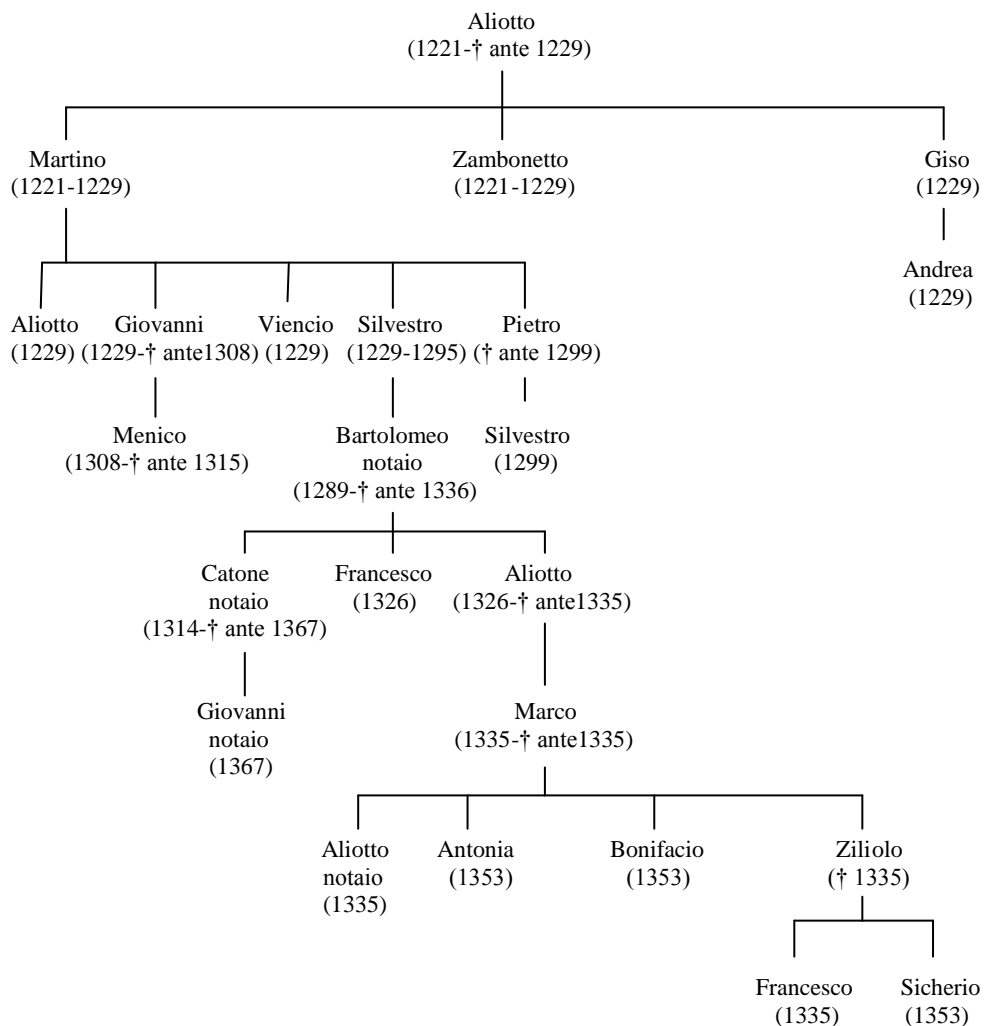 Aliotto
(1221-† ante 1229)
Martino
(1221-1229)
Zambonetto
(1221-1229)
Giso
(1229)
Andrea
(1229)
Aliotto
(1229)
Giovanni
(1229-† ante1308)
Viencio
(1229)
Silvestro
(1229-1295)
Pietro
(† ante 1299)
Menico
(1308-† ante 1315)
Bartolomeo
notaio
(1289-† ante 1336)
Silvestro
(1299)
Catone
notaio
(1314-† ante 1367)
Francesco
(1326)
Aliotto
(1326-† ante1335)
Giovanni
notaio
(1367)
Marco
(1335-† ante1335)
Aliotto
notaio
(1335)
Antonia
(1353)
Bonifacio
(1353)
Ziliolo
(† 1335)
Francesco
(1335)
Sicherio
(1353)